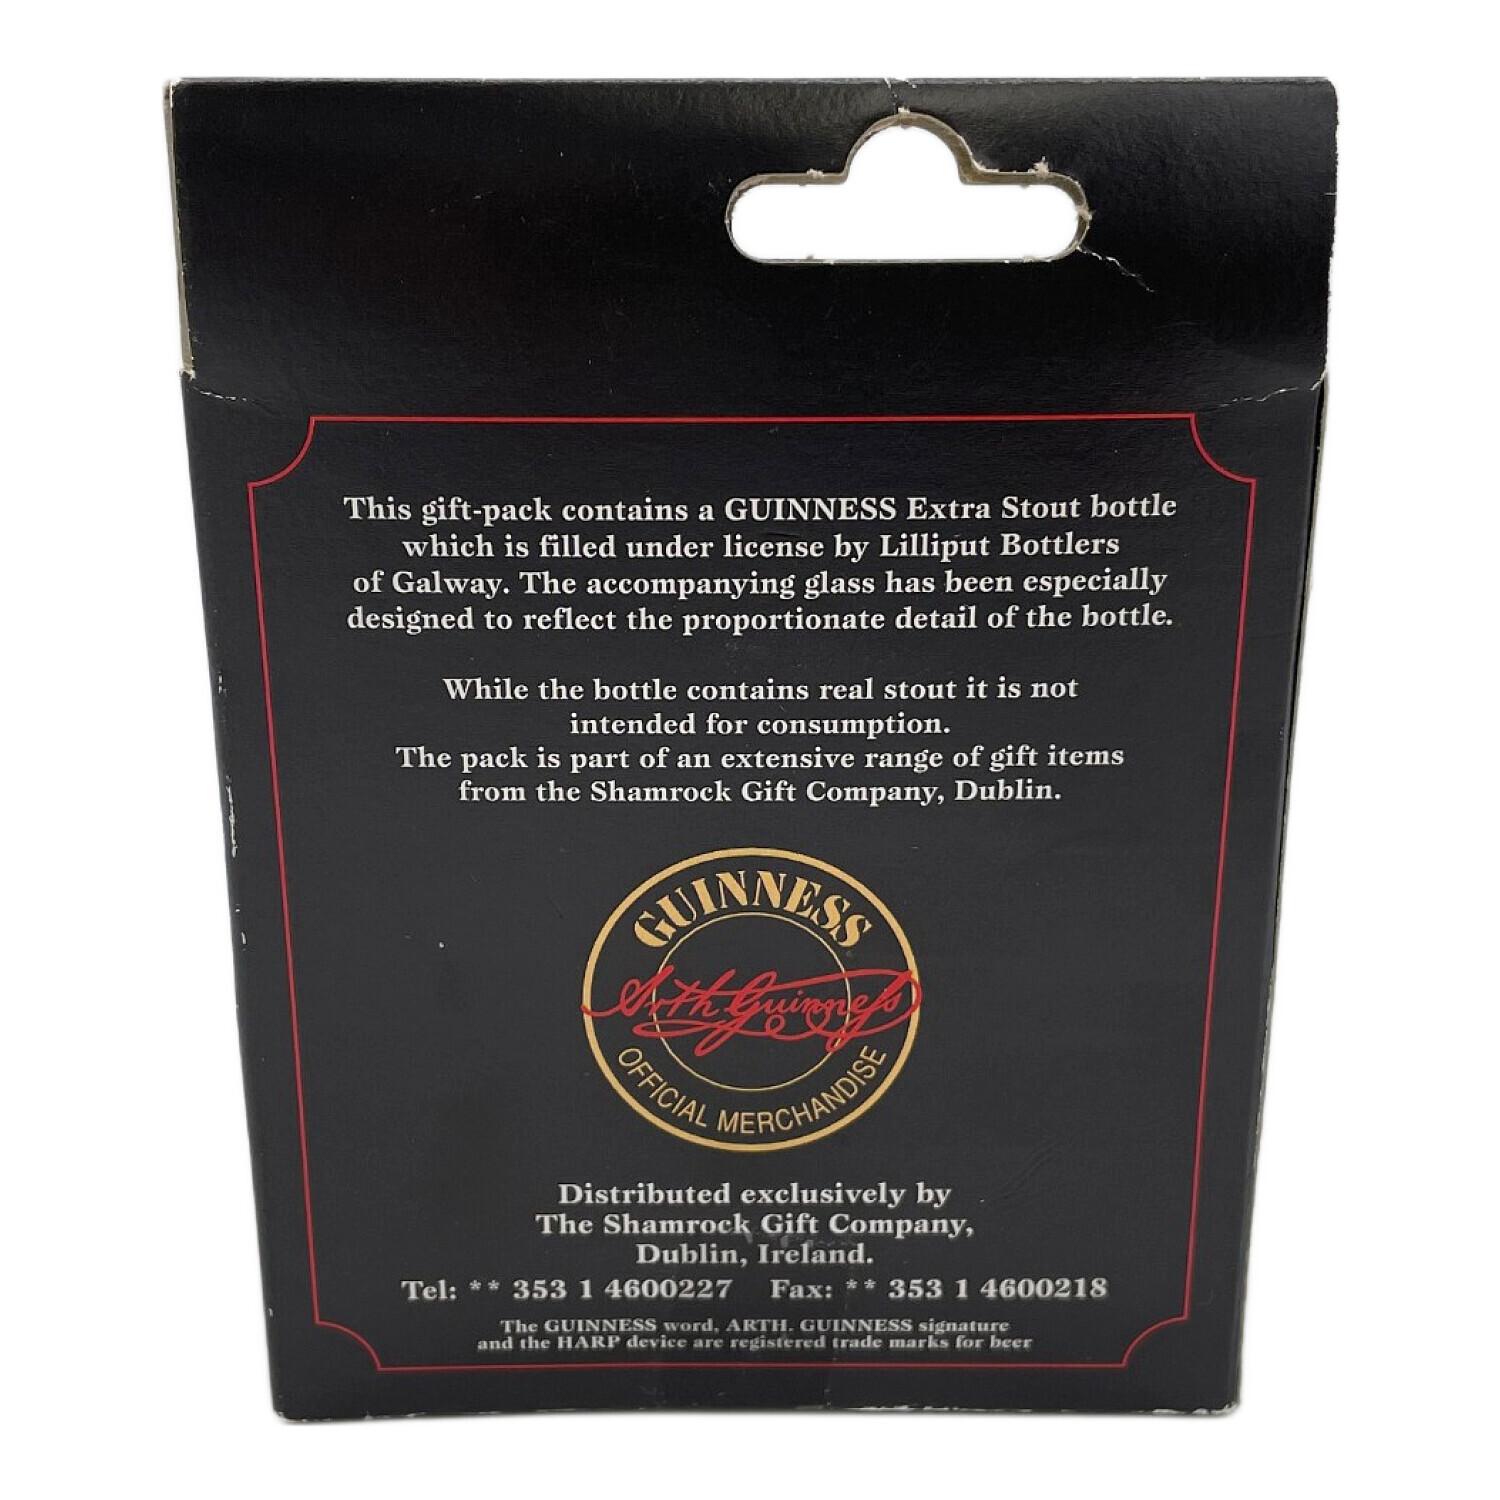 This gift-pack contains a GUINNESS Extra Stout bottle
which is filled under license by Lilliput Bottlers
of Galway. The accompanying glass has been especially
designed to reflect the proportionate detail of the bottle.
While the bottle contains real stout it is not
intended for consumption.
The pack is part of an extensive range of gift items
from the Shamrock Gift Company, Dublin.
GUINNESS
Arth Guinness
OFFICIAL MERCHANDISE
Distributed exclusively by
The Shamrock Gift Company,
Dublin, Ireland.
Tel: ** 353 1 4600227 Fax: ** 353 1 4600218
The GUINNESS word, ARTH. GUINNESS signature
and the HARP device are registered trade marks for beer